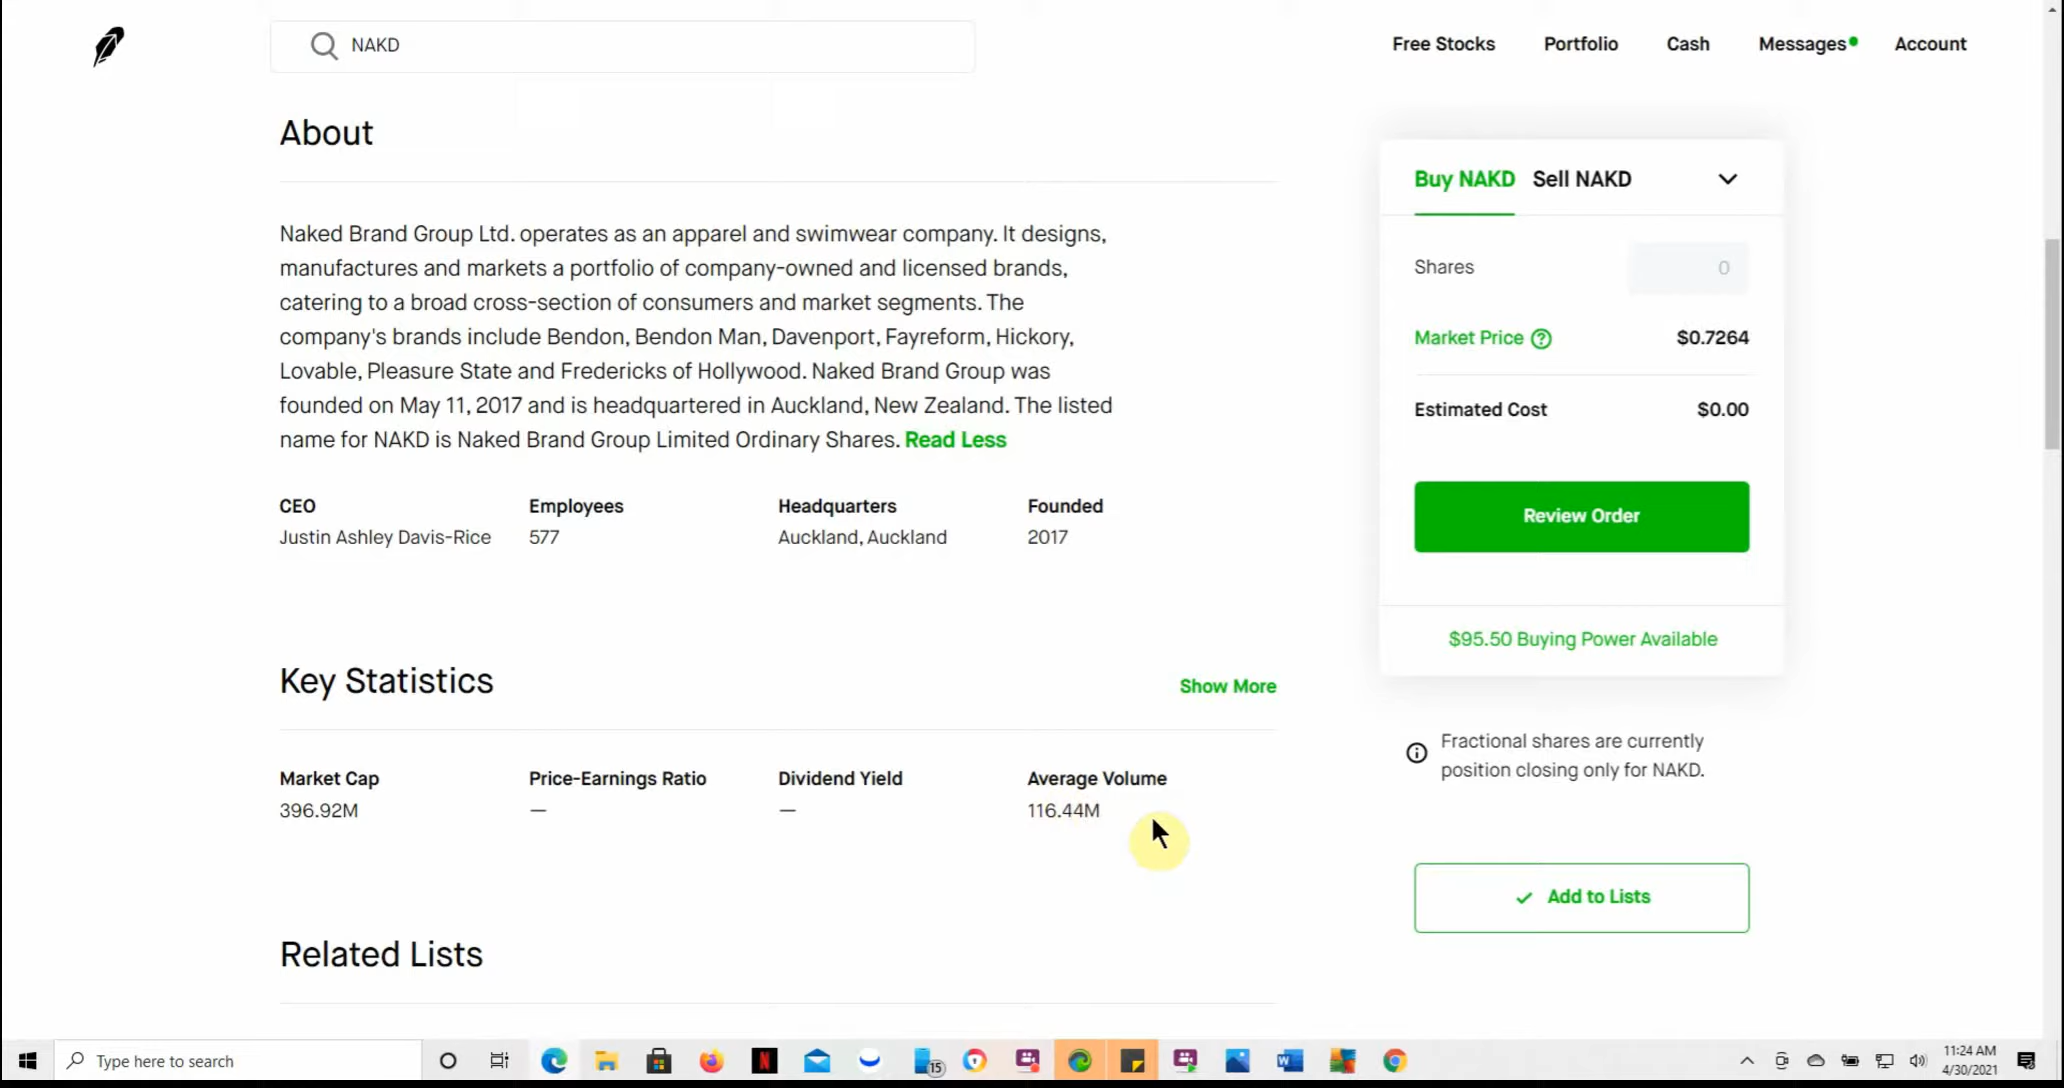 NAKD
Free Stocks Portfolio Cash Messages Account
About
Naked Brand Group Ltd. operates as an apparel and swimwear company. It designs,
manufactures and markets a portfolio of company-owned and licensed brands,
catering to a broad cross-section of consumers and market segments. The
company's brands include Bendon, Bendon Man, Davenport, Fayreform, Hickory,
Lovable, Pleasure State and Fredericks of Hollywood. Naked Brand Group was
founded on May 11, 2017 and is headquartered in Auckland, New Zealand. The listed
name for NAKD is Naked Brand Group Limited Ordinary Shares. Read Less
CEO Employees Headquarters Founded
Justin Ashley Davis-Rice 577 Auckland, Auckland 2017
Key Statistics
Show More
Market Cap Price-Earnings Ratio Dividend Yield Average Volume
396.92M — — 116.44M
Related Lists
Buy NAKD Sell NAKD
Shares 0
Market Price $0.7264
Estimated Cost $0.00
Review Order
$95.50 Buying Power Available
Fractional shares are currently
position closing only for NAKD.
Add to Lists
Type here to search
15
11:24 AM
4/30/2021